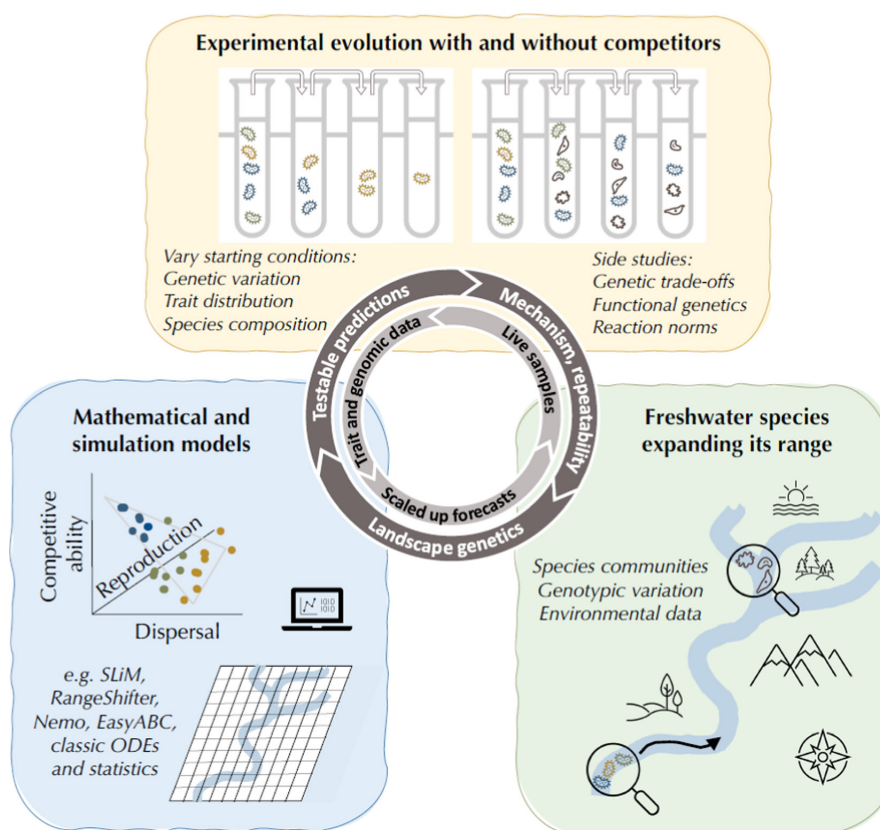 Experimental evolution with and without competitors
Vary starting conditions:
Genetic variation
Trait distribution
Species composition
Side studies:
Genetic trade-offs
Functional genetics
Reaction norms
Testable predictions
Mechanism, repeatability
Landscape genetics
Trait and genomic data
Live samples
Scaled up forecasts
Mathematical and
simulation models
Competitive
ability
Reproduction
Dispersal
1010
1010
e.g. SLiM,
RangeShifter,
Nemo, EasyABC,
classic ODEs
and statistics
Freshwater species
expanding its range
Species communities
Genotypic variation
Environmental data